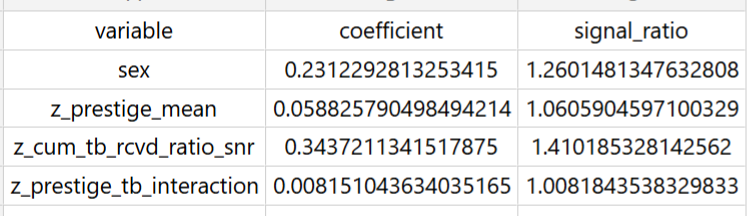 variable coefficient signal_ratio
sex 0.2312292813253415 1.2601481347632808
z_prestige_mean 0.058825790498494214 1.0605904597100329
z_cum_tb_rcvd_ratio_snr 0.3437211341517875 1.410185328142562
z_prestige_tb_interaction 0.008151043634035165 1.0081843538329833